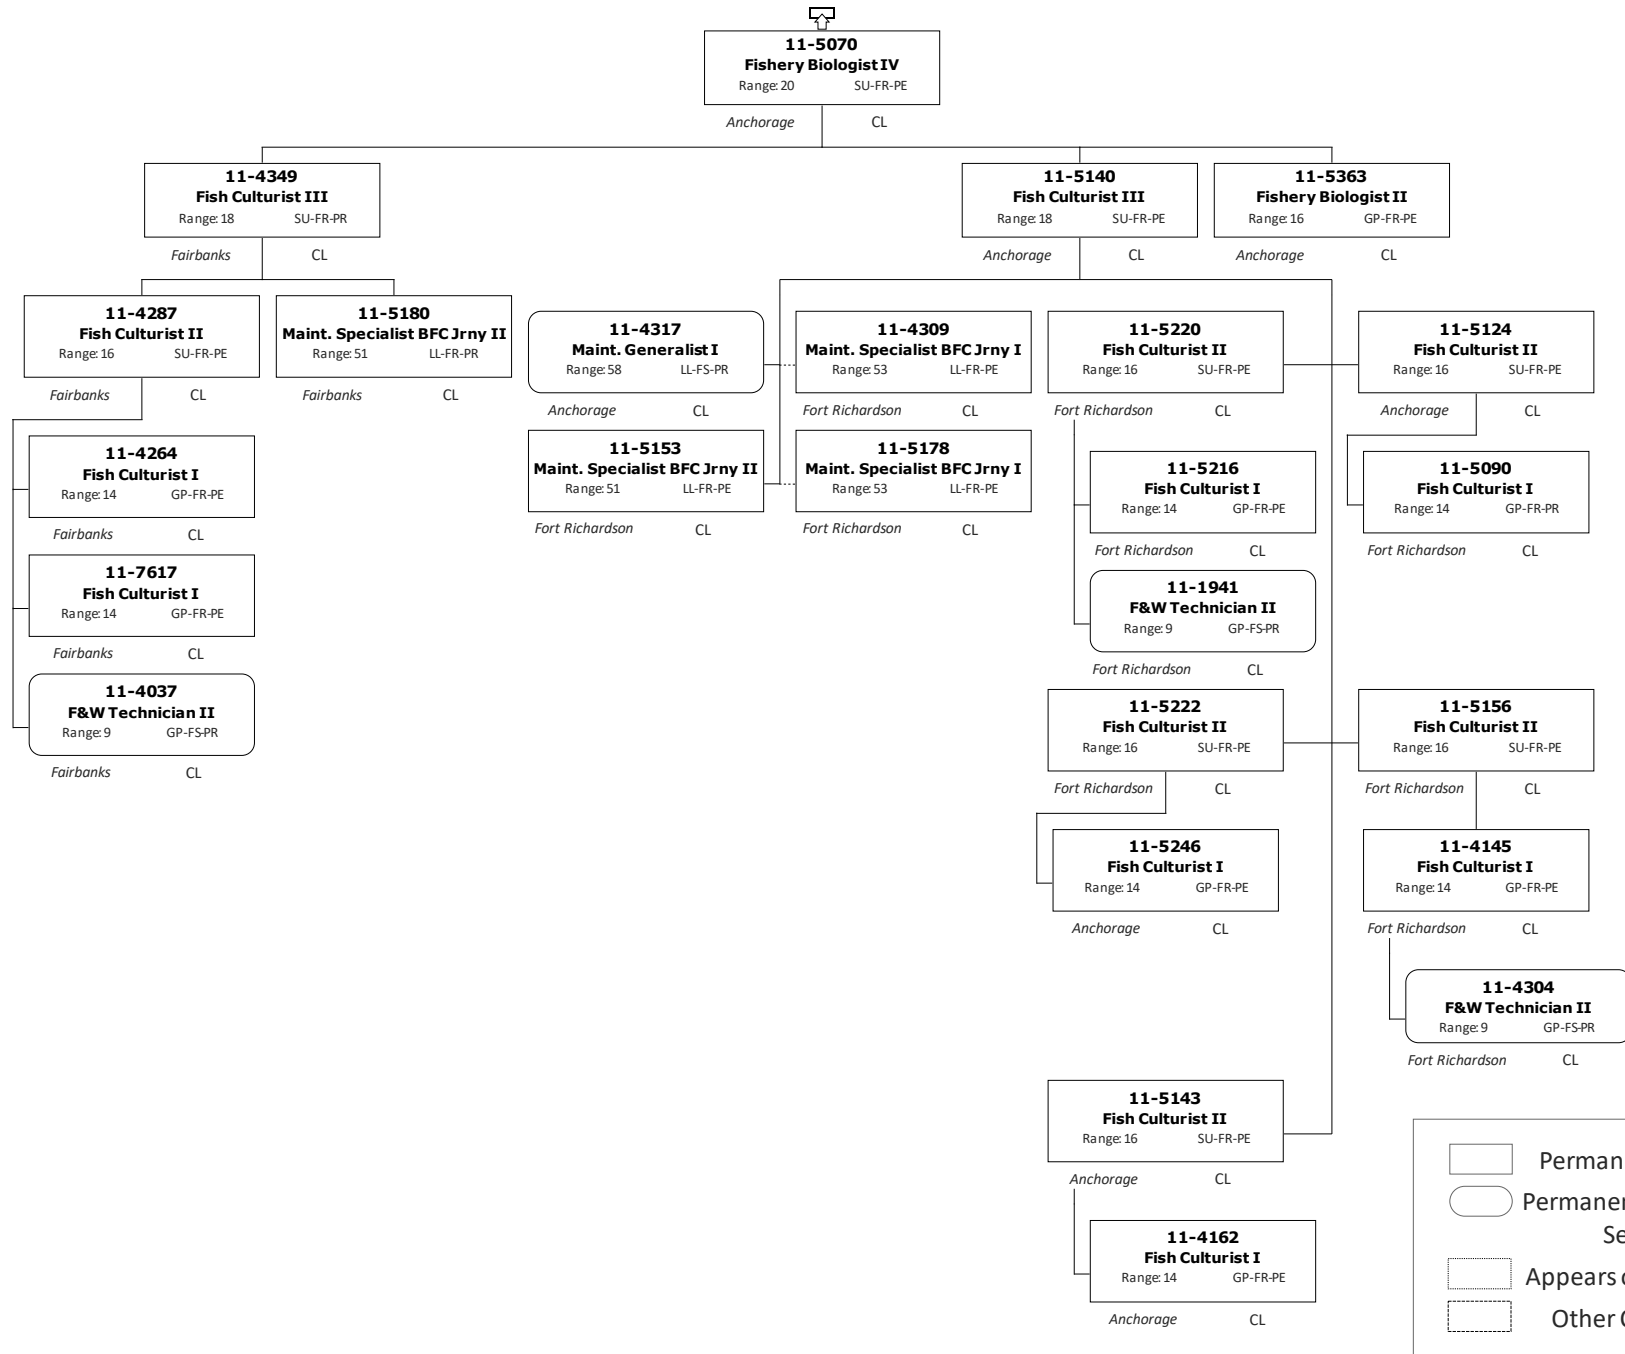 11-5070
Fishery Biologist IV
Range: 20 SU-FR-PE
Anchorage CL
11-4349
Fish Culturist III
Range: 18 SU-FR-PR
Fairbanks CL
11-5140
Fish Culturist III
Range: 18 SU-FR-PE
Anchorage CL
11-5363
Fishery Biologist II
Range: 16 GP-FR-PE
Anchorage CL
11-4287
Fish Culturist II
Range: 16 SU-FR-PE
Fairbanks CL
11-5180
Maint. Specialist BFC Jrny II
Range: 51 LL-FR-PR
Fairbanks CL
11-4264
Fish Culturist I
Range: 14 GP-FR-PE
Fairbanks CL
11-7617
Fish Culturist I
Range: 14 GP-FR-PE
Fairbanks CL
11-4037
F&W Technician II
Range: 9 GP-FS-PR
Fairbanks CL
11-4317
Maint. Generalist I
Range: 58 LL-FS-PR
Anchorage CL
11-4309
Maint. Specialist BFC Jrny I
Range: 53 LL-FR-PE
Fort Richardson CL
11-5153
Maint. Specialist BFC Jrny II
Range: 51 LL-FR-PE
Fort Richardson CL
11-5178
Maint. Specialist BFC Jrny I
Range: 53 LL-FR-PE
Fort Richardson CL
11-5220
Fish Culturist II
Range: 16 SU-FR-PE
Fort Richardson CL
11-5216
Fish Culturist I
Range: 14 GP-FR-PE
Fort Richardson CL
11-1941
F&W Technician II
Range: 9 GP-FS-PR
Fort Richardson CL
11-5124
Fish Culturist II
Range: 16 SU-FR-PE
Anchorage CL
11-5090
Fish Culturist I
Range: 14 GP-FR-PR
Fort Richardson CL
11-5222
Fish Culturist II
Range: 16 SU-FR-PE
Fort Richardson CL
11-5246
Fish Culturist I
Range: 14 GP-FR-PE
Anchorage CL
11-5156
Fish Culturist II
Range: 16 SU-FR-PE
Fort Richardson CL
11-4145
Fish Culturist I
Range: 14 GP-FR-PE
Fort Richardson CL
11-4304
F&W Technician II
Range: 9 GP-FS-PR
Fort Richardson CL
11-5143
Fish Culturist II
Range: 16 SU-FR-PE
Anchorage CL
11-4162
Fish Culturist I
Range: 14 GP-FR-PE
Anchorage CL
Perman
Permane
Se
Appears
Other